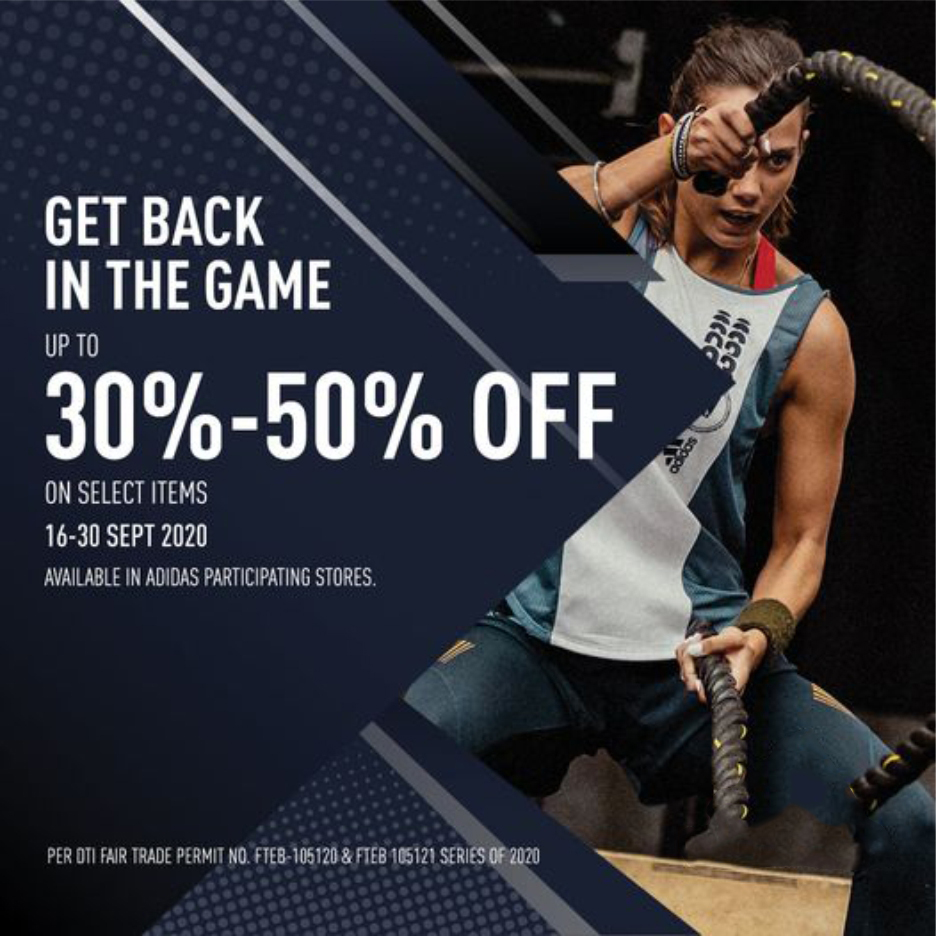 GET BACK
IN THE GAME
UP TO
30%-50% OFF
ON SELECT ITEMS
16-30 SEPT 2020
AVAILABLE IN ADIDAS PARTICIPATING STORES.
PER DTI FAIR TRADE PERMIT NO. FTEB-105120 & FTEB 105121 SERIES OF 2020
adidas